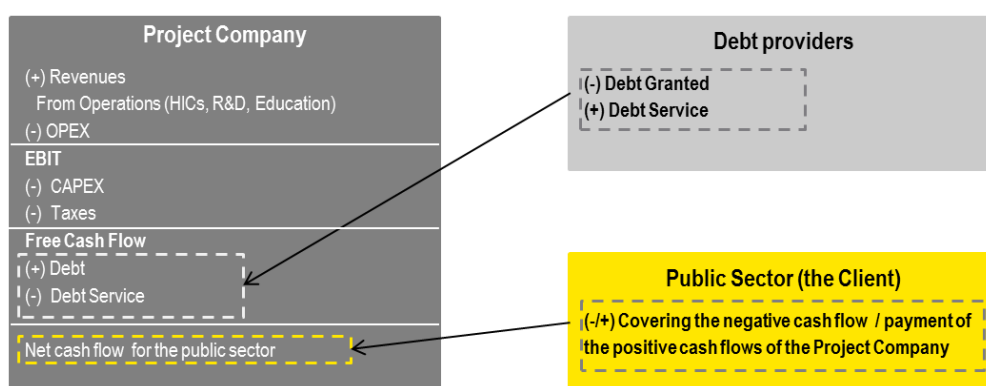 Project Company
(+) Revenues
From Operations (HICs, R&D, Education)
(-) OPEX
EBIT
(-) CAPEX
(-) Taxes
Free Cash Flow
(+) Debt
(-) Debt Service
Net cash flow for the public sector
Debt providers
(-) Debt Granted
(+) Debt Service
Public Sector (the Client)
(-/+) Covering the negative cash flow / payment of
the positive cash flows of the Project Company